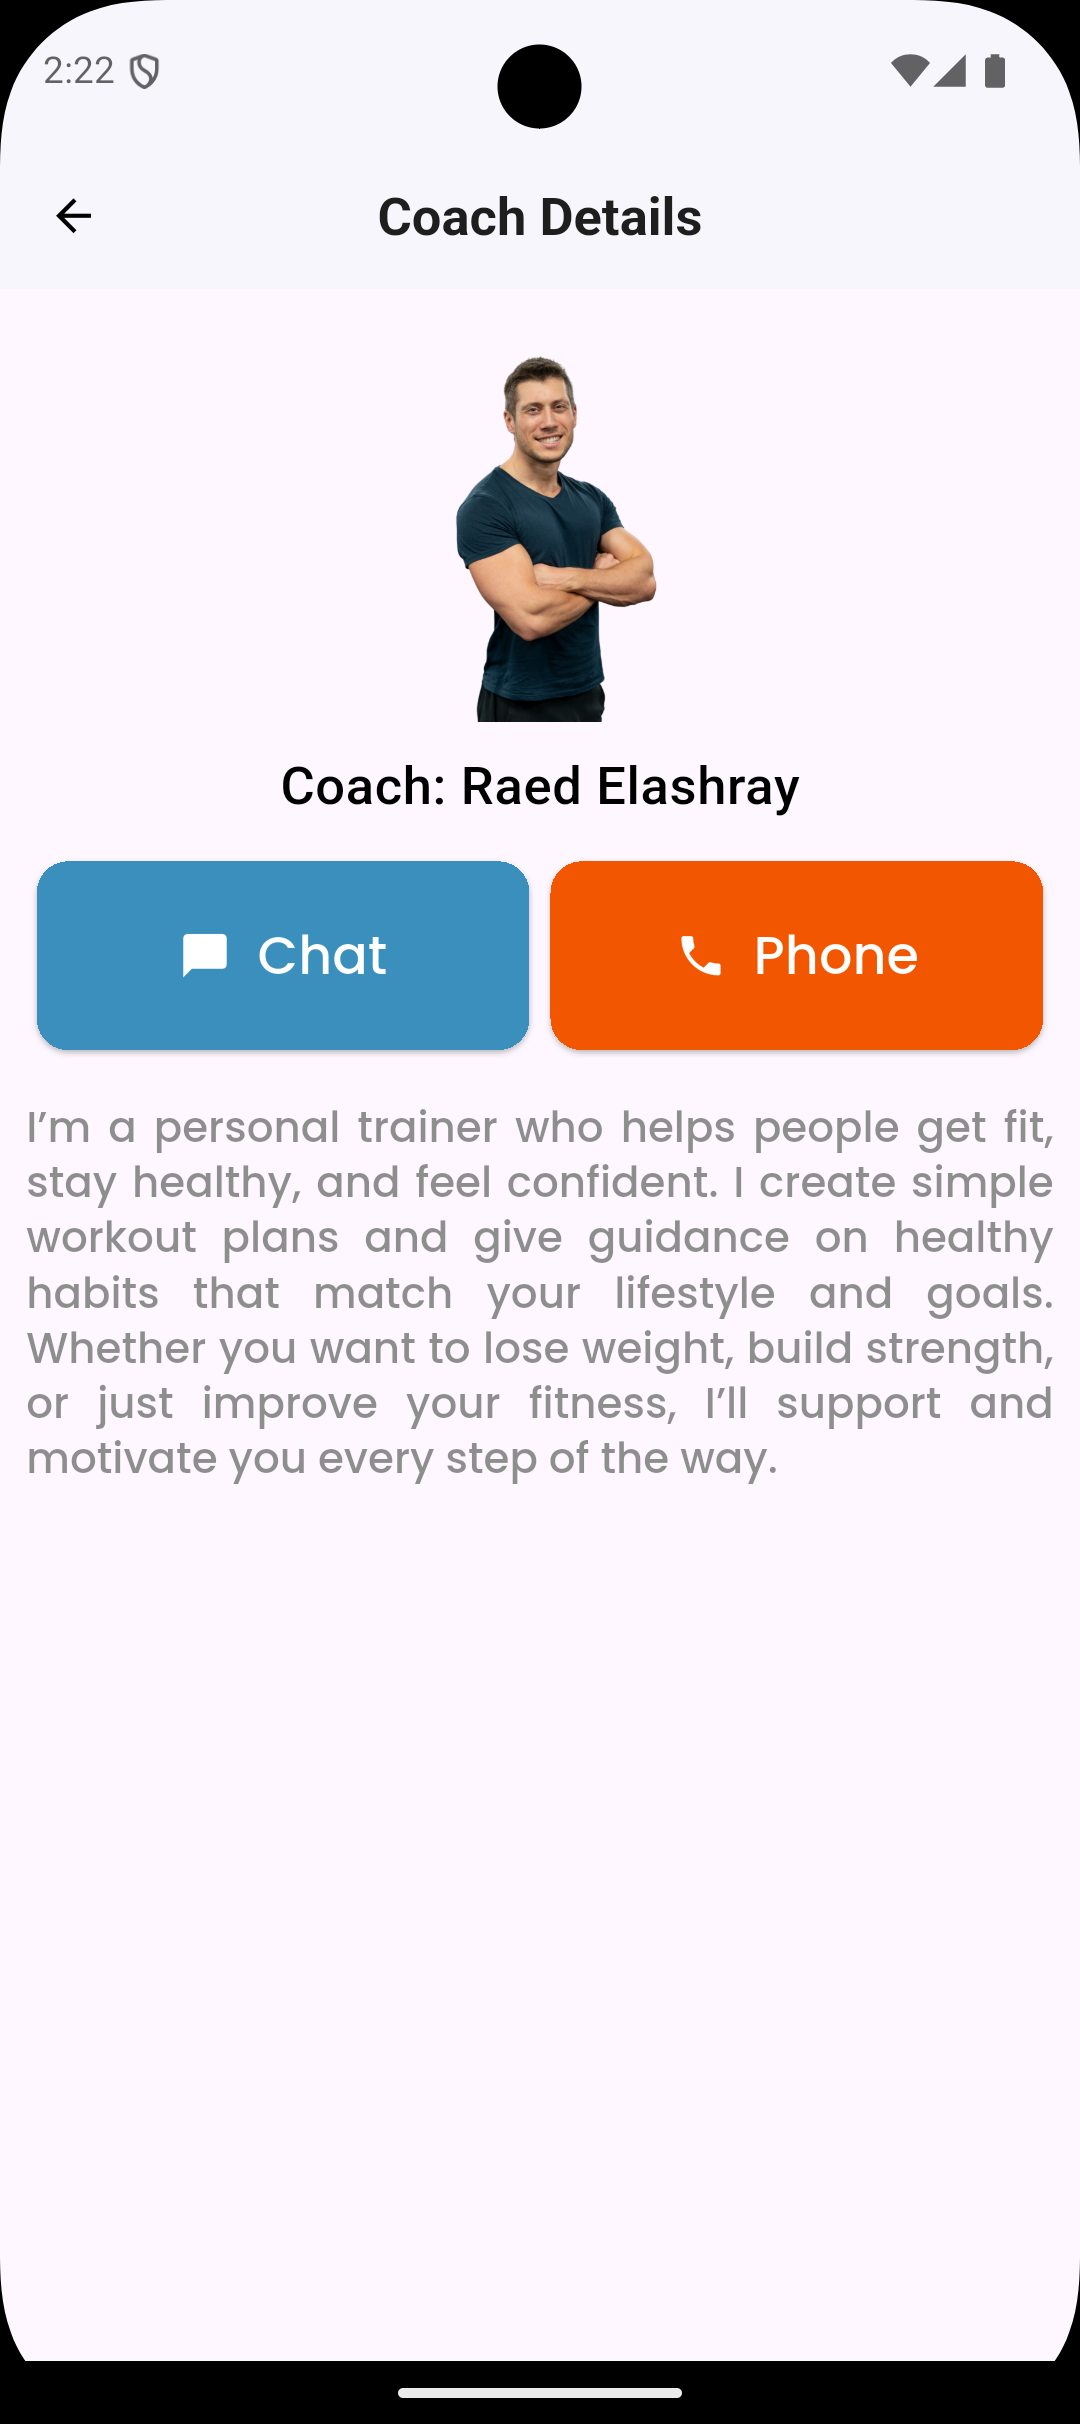 2:22
Coach Details
Coach: Raed Elashray
Chat
Phone
I’m a personal trainer who helps people get fit,
stay healthy, and feel confident. I create simple
workout plans and give guidance on healthy
habits that match your lifestyle and goals.
Whether you want to lose weight, build strength,
or just improve your fitness, I’ll support and
motivate you every step of the way.